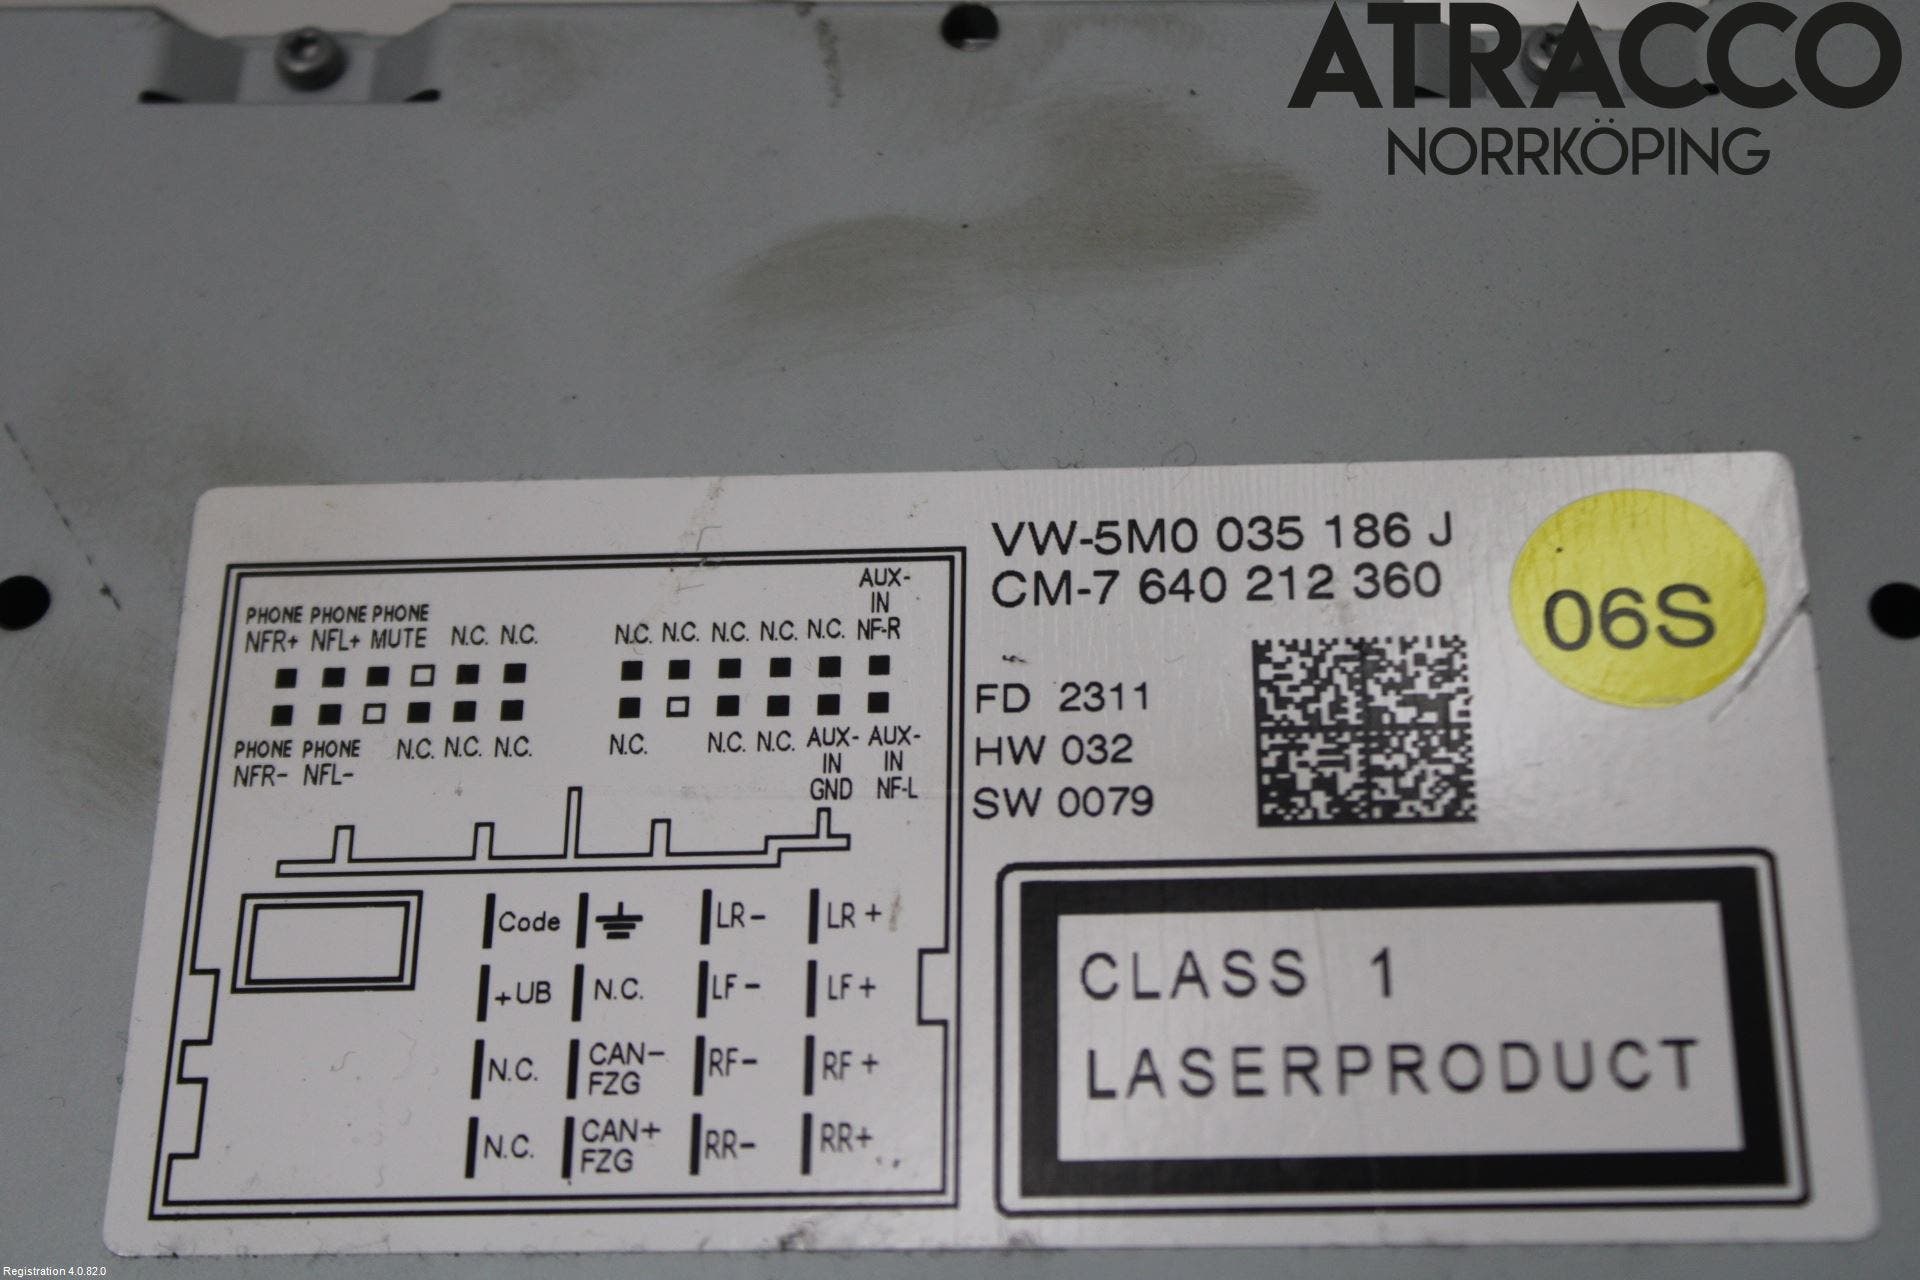 ATRACCO
NORRKÖPING
VW-5M0 035 186 J
CM-7 640 212 360
06S
FD 2311
HW 032
SW 0079
CLASS 1
LASERPRODUCT
AUX-
IN
PHONE PHONE PHONE
NFR+ NFL+ MUTE N.C. N.C. N.C. N.C. N.C. N.C. N.C. NF-R
PHONE PHONE N.C. N.C. N.C. N.C. N.C. N.C. AUX- AUX-
NFR- NFL- IN IN
GND NF-L
Code LR- LR+
+UB N.C. LF- LF+
N.C. CAN- RF- RF+
FZG
N.C. CAN+ RR- RR+
FZG
Registration 4.0.82.0